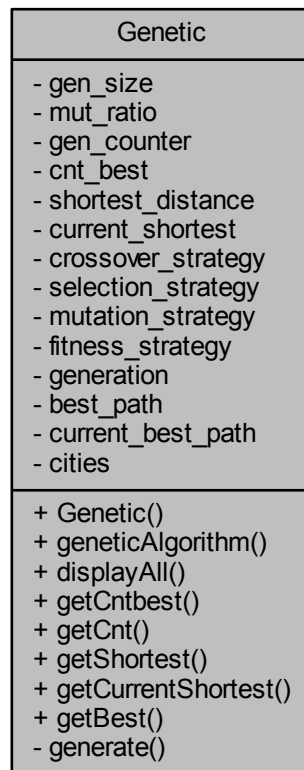 Genetic
- gen_size
- mut_ratio
- gen_counter
- cnt_best
- shortest_distance
- current_shortest
- crossover_strategy
- selection_strategy
- mutation_strategy
- fitness_strategy
- generation
- best_path
- current_best_path
- cities
+ Genetic()
+ geneticAlgorithm()
+ displayAll()
+ getCntbest()
+ getCnt()
+ getShortest()
+ getCurrentShortest()
+ getBest()
- generate()